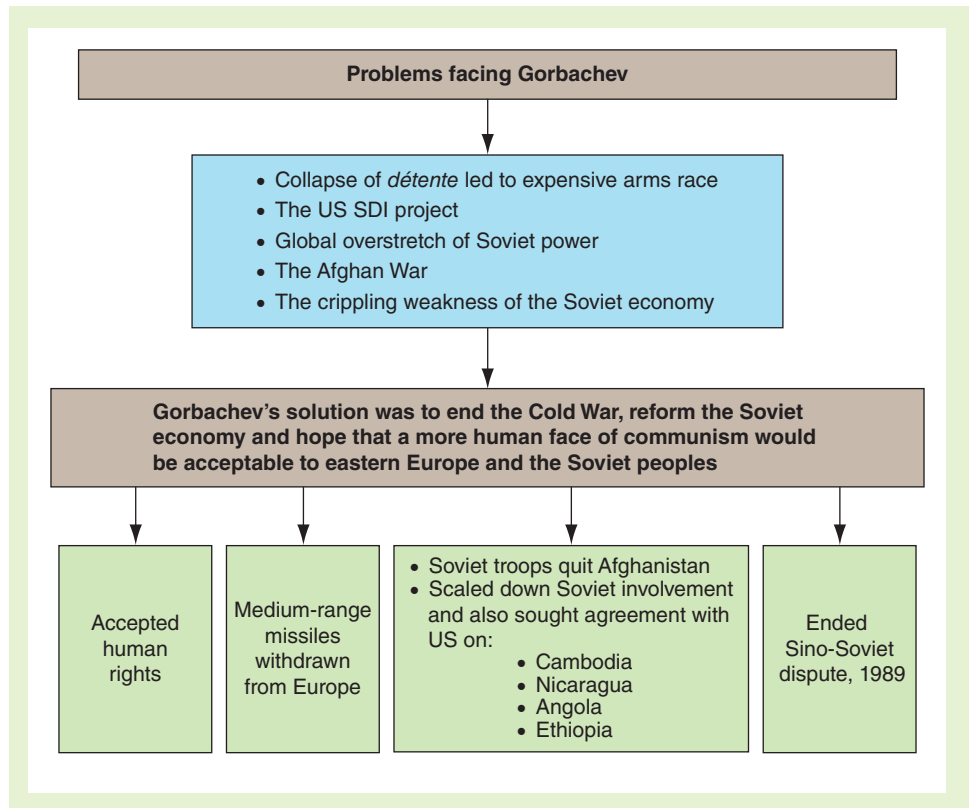 Problems facing Gorbachev
• Collapse of détente led to expensive arms race
• The US SDI project
• Global overstretch of Soviet power
• The Afghan War
• The crippling weakness of the Soviet economy
Gorbachev's solution was to end the Cold War, reform the Soviet
economy and hope that a more human face of communism would
be acceptable to eastern Europe and the Soviet peoples
Accepted
human
rights
Medium-range
missiles
withdrawn
from Europe
• Soviet troops quit Afghanistan
• Scaled down Soviet involvement
and also sought agreement with
US on:
• Cambodia
• Nicaragua
• Angola
• Ethiopia
Ended
Sino-Soviet
dispute, 1989